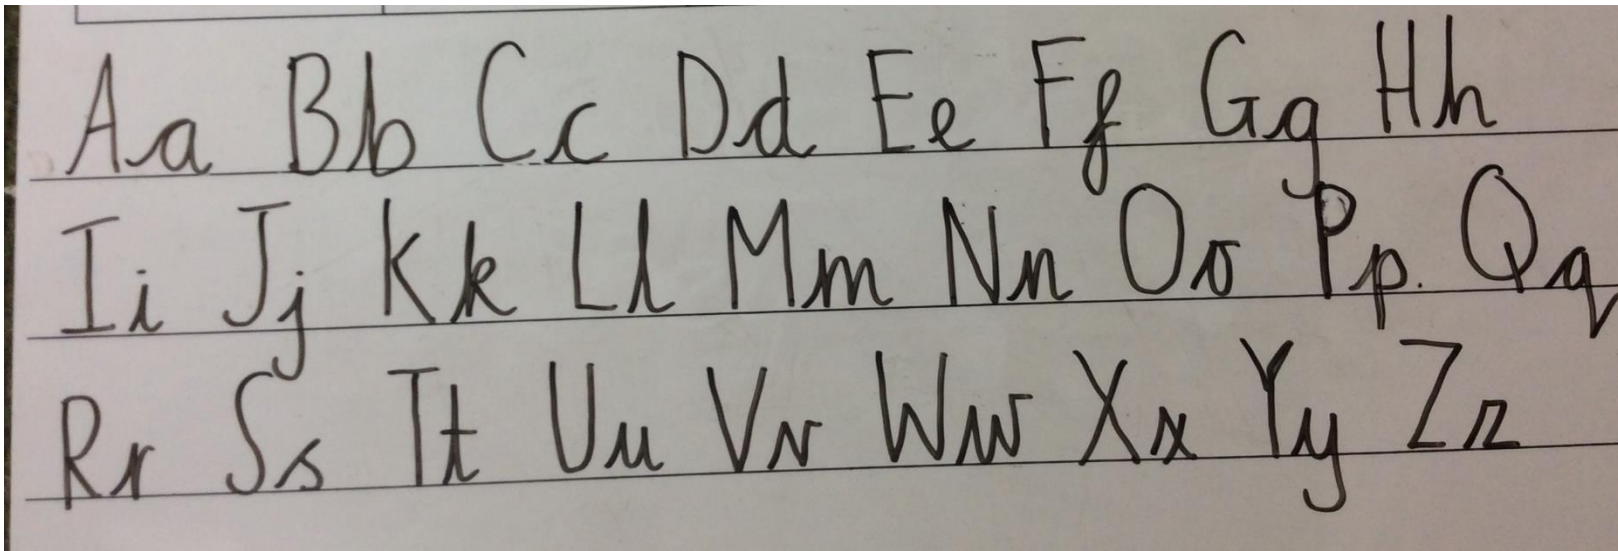 Aa Bb Cc Dd Ee Ff Gg Hh
Ii Jj Kk Ll Mm Nn Oo Pp. Qq
Rr Ss Tt Uu Vv Ww Xx Yy Zz